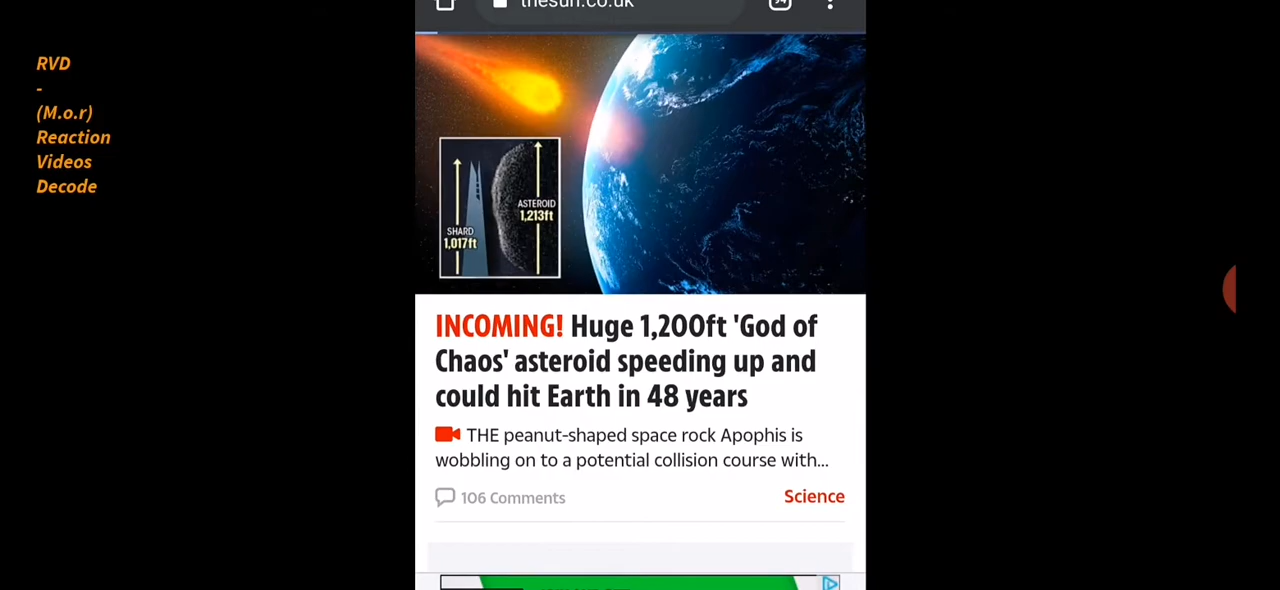 RVD
-
(M.o.r)
Reaction
Videos
Decode
thesun.co.uk
ASTEROID
1,213ft
SHARD
1,017ft
INCOMING! Huge 1,200ft 'God of
Chaos' asteroid speeding up and
could hit Earth in 48 years
THE peanut-shaped space rock Apophis is
wobbling on to a potential collision course with...
106 Comments
Science